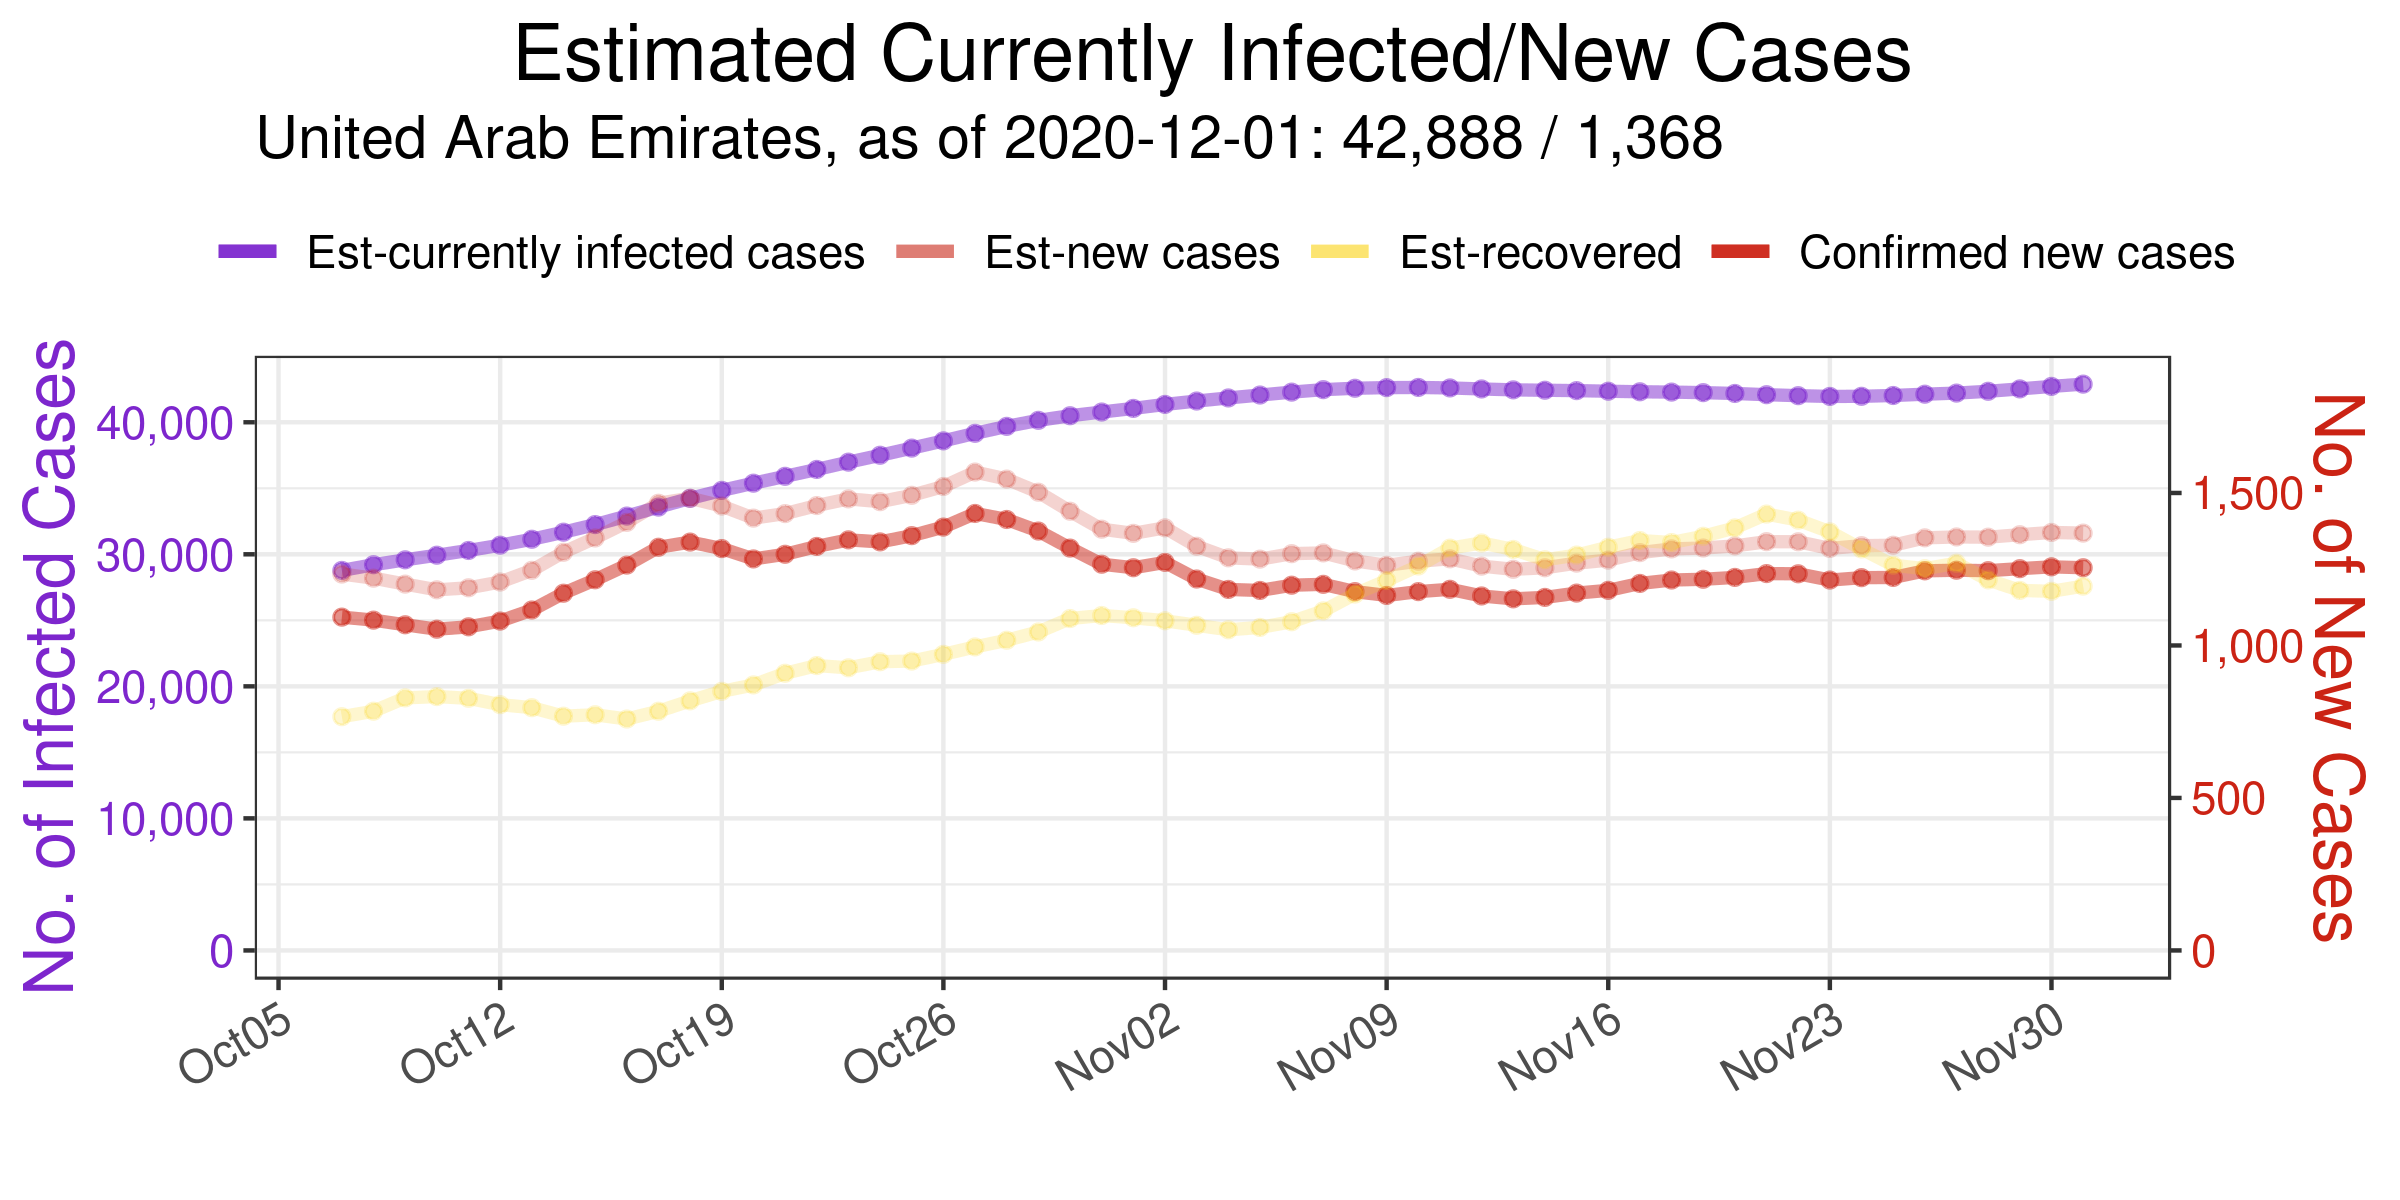 Estimated Currently Infected/New Cases
United Arab Emirates, as of 2020-12-01: 42,888 / 1,368
Est-currently infected cases Est-new cases Est-recovered Confirmed new cases
No. of Infected Cases
40,000
30,000
20,000
10,000
0
1,500
1,000
500
0
No. of New Cases
Oct05 Oct12 Oct19 Oct26 Nov02 Nov09 Nov16 Nov23 Nov30